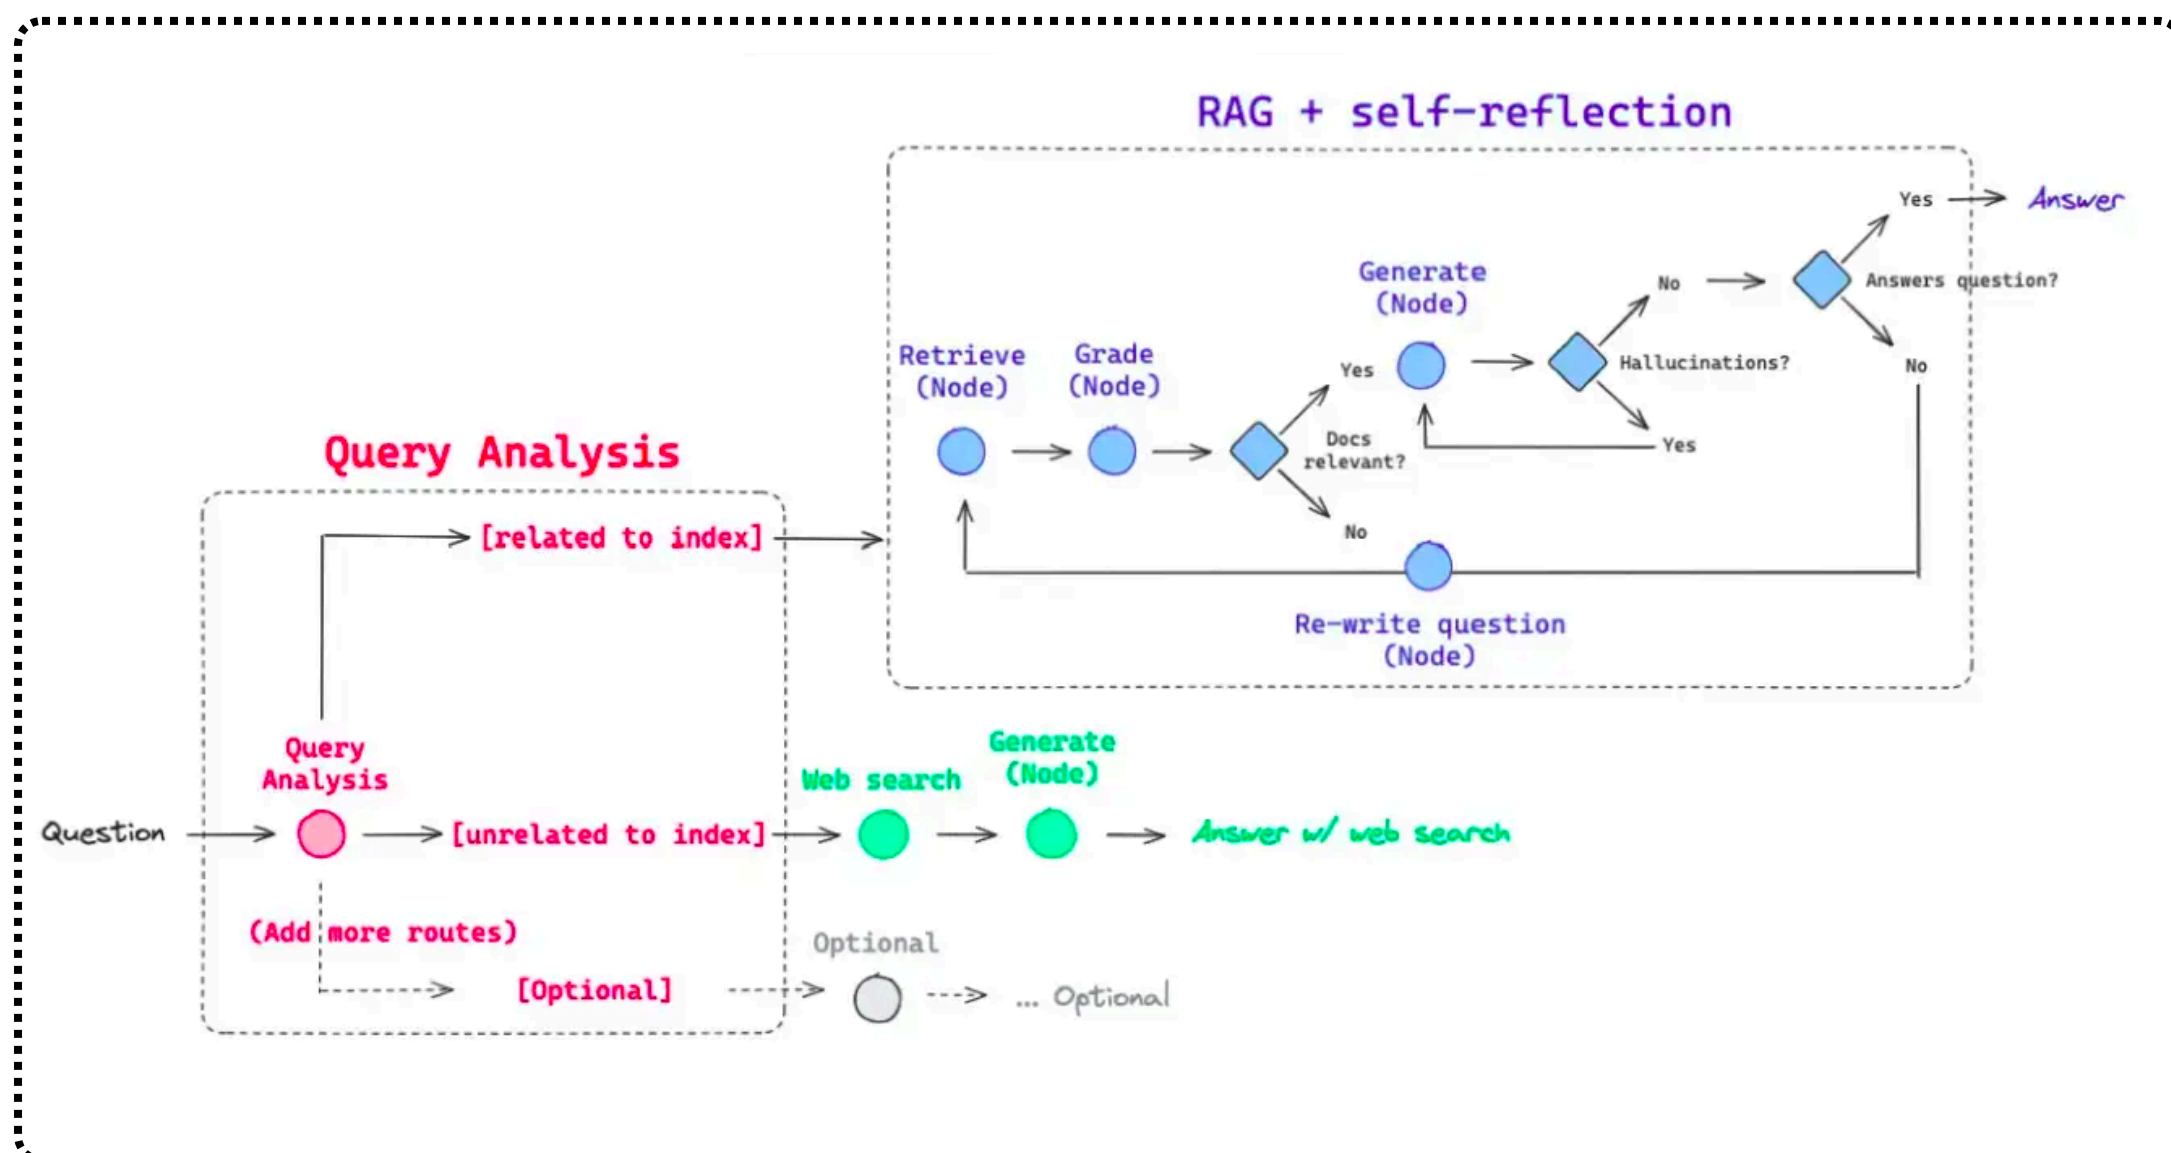 RAG + self-reflection
Yes
Answer
Generate
(Node)
No
Answers question?
Retrieve
(Node)
Grade
(Node)
Yes
Hallucinations?
No
Docs
relevant?
Yes
No
Re-write question
(Node)
Query Analysis
[related to index]
Query
Analysis
Question
[unrelated to index]
Web search
Generate
(Node)
Answer w/ web search
(Add more routes)
[Optional]
Optional
... Optional